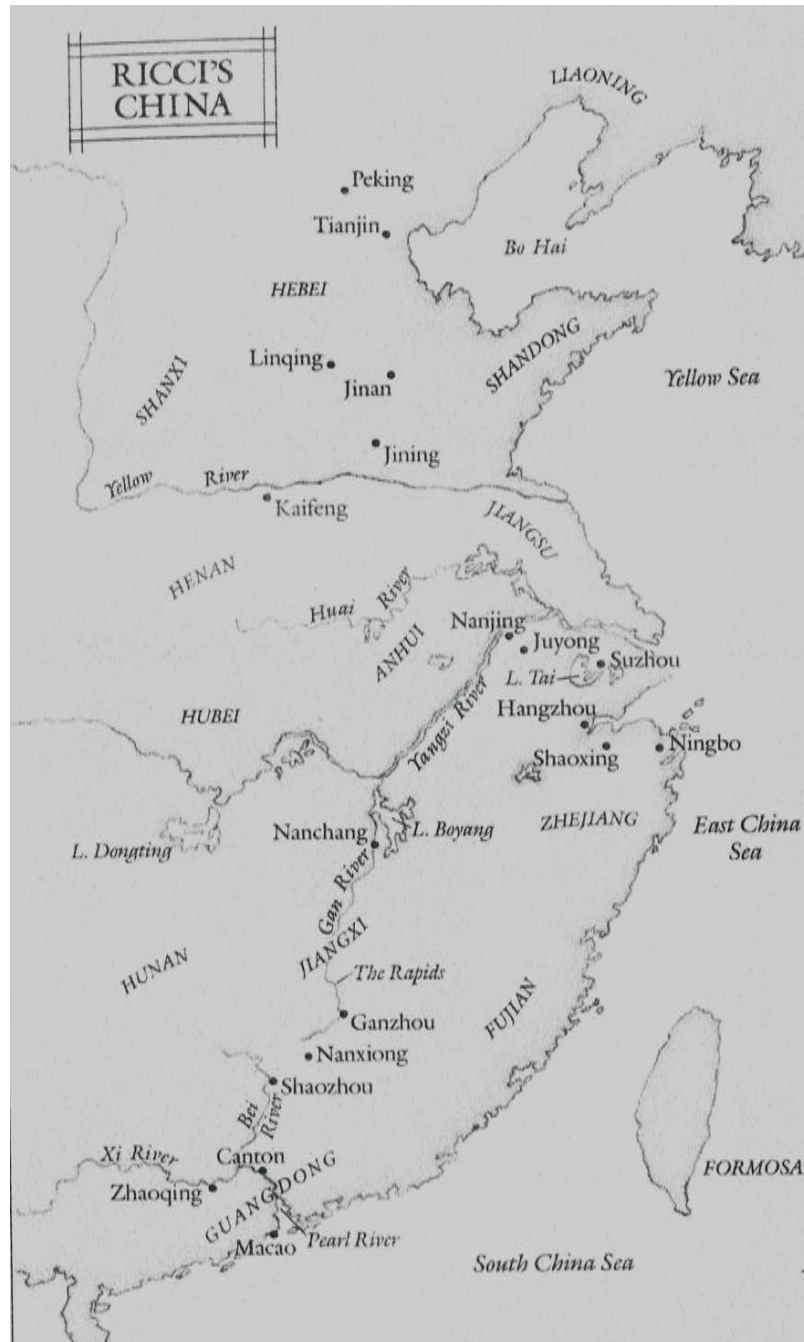 RICCI'S
CHINA
LIAONING
Peking
Tianjin
Bo Hai
HEBEI
SHANXI
Linqing
Jinan
SHANDONG
Yellow Sea
Jining
Yellow River
Kaifeng
JIANGSU
HENAN
Huai River
Nanjing
ANHUI
Juyong
Suzhou
L. Tai
HUBEI
Yangzi River
Hangzhou
Shaoxing
Ningbo
Nanchang
L. Boyang
ZHEJIANG
East China
Sea
L. Dongting
Gan River
JIANGXI
HUNAN
The Rapids
FUJIAN
Ganzhou
Nanxiong
Shaozhou
Bei River
Xi River
Canton
FORMOSA
Zhaoqing
GUANGDONG
Pearl River
Macao
South China Sea